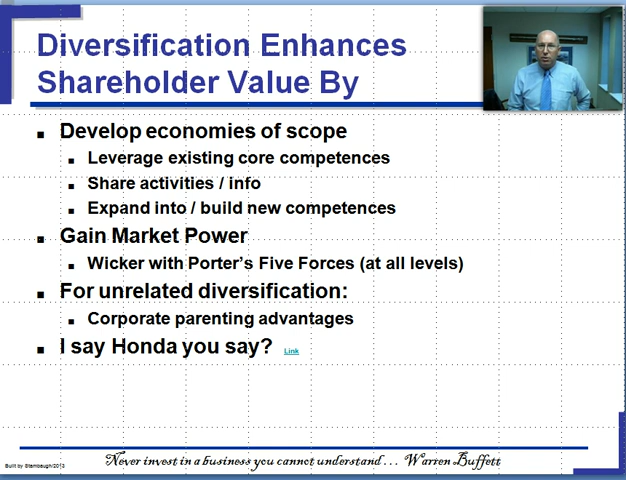 Diversification Enhances
Shareholder Value By
Develop economies of scope
Leverage existing core competences
Share activities / info
Expand into / build new competences
Gain Market Power
Wicker with Porter's Five Forces (at all levels)
For unrelated diversification:
Corporate parenting advantages
I say Honda you say? Link
Built by Stambaugh/2013
Never invest in a business you cannot understand … Warren Buffett